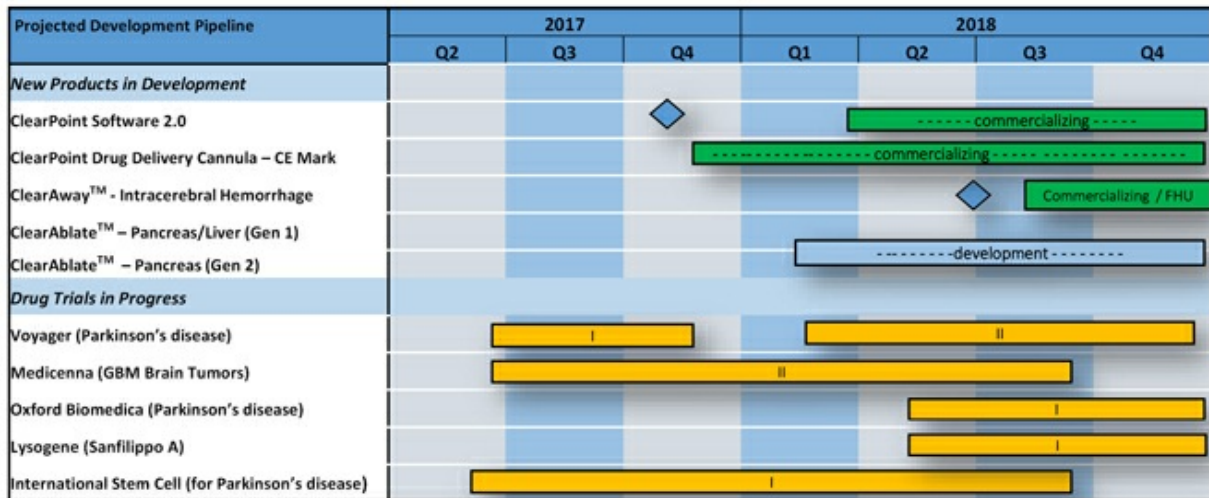 Projected Development Pipeline
2017
2018
Q2 Q3 Q4 Q1 Q2 Q3 Q4
New Products in Development
ClearPoint Software 2.0 - - - - - - commercializing - - - - -
ClearPoint Drug Delivery Cannula – CE Mark - - - - - -- - - - - - commercializing - - - - - - - - - - - - - - - -
ClearAway™ - Intracerebral Hemorrhage Commercializing / FHU
ClearAblate™ – Pancreas/Liver (Gen 1)
ClearAblate™ – Pancreas (Gen 2) - -- - - - - - -development - - - - - - - -
Drug Trials in Progress
Voyager (Parkinson's disease) I II
Medicenna (GBM Brain Tumors) II
Oxford Biomedica (Parkinson's disease) I
Lysogene (Sanfilippo A) I
International Stem Cell (for Parkinson's disease) I